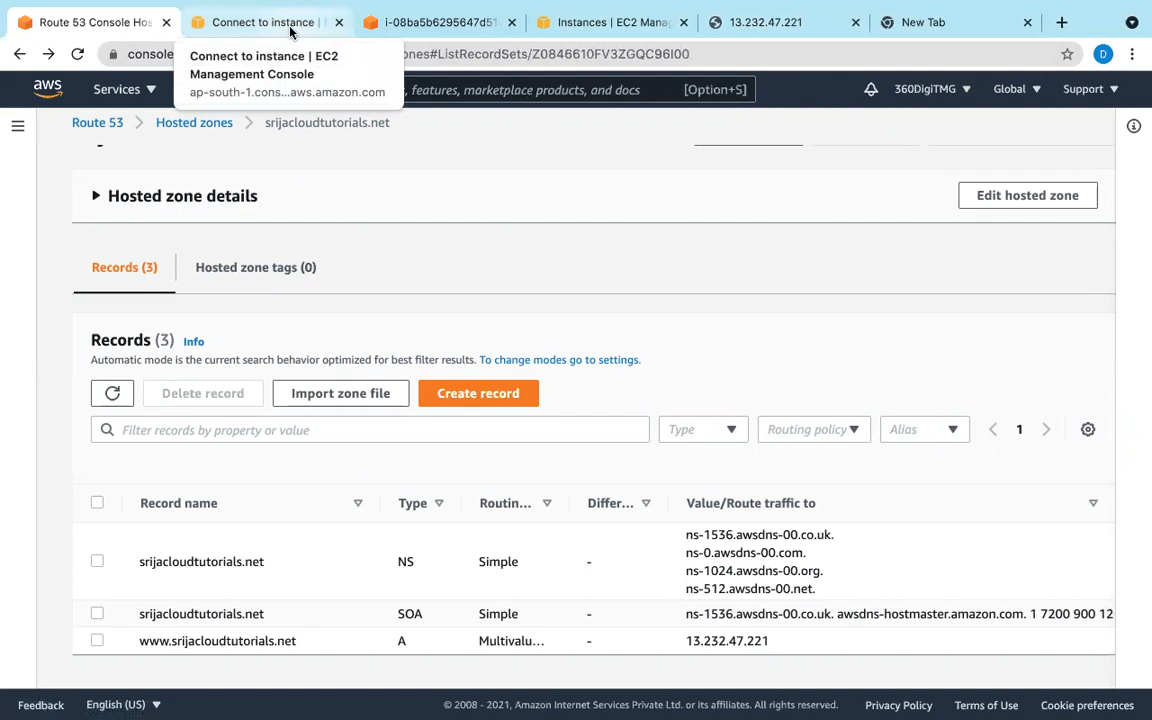 Route 53 Console Hos
Connect to instance |
i-08ba5b6295647d51
Instances | EC2 Mana
13.232.47.221
New Tab
console
ones#ListRecordSets/Z0846610FV3ZGQC96I00
D
Connect to instance | EC2
Management Console
ap-south-1.cons...aws.amazon.com
aws
Services
, features, marketplace products, and docs
[Option+S]
360DigiTMG
Global
Support
Route 53
Hosted zones
srijacloudtutorials.net
Hosted zone details
Edit hosted zone
Records (3)
Hosted zone tags (0)
Records (3) Info
Automatic mode is the current search behavior optimized for best filter results. To change modes go to settings.
Delete record
Import zone file
Create record
Filter records by property or value
Type
Routing policy
Alias
1
Record name
Type
Routin...
Differ...
Value/Route traffic to
srijacloudtutorials.net
NS
Simple
-
ns-1536.awsdns-00.co.uk.
ns-0.awsdns-00.com.
ns-1024.awsdns-00.org.
ns-512.awsdns-00.net.
srijacloudtutorials.net
SOA
Simple
-
ns-1536.awsdns-00.co.uk. awsdns-hostmaster.amazon.com. 1 7200 900 12
www.srijacloudtutorials.net
A
Multivalu...
-
13.232.47.221
Feedback
English (US)
© 2008 - 2021, Amazon Internet Services Private Ltd. or its affiliates. All rights reserved.
Privacy Policy
Terms of Use
Cookie preferences